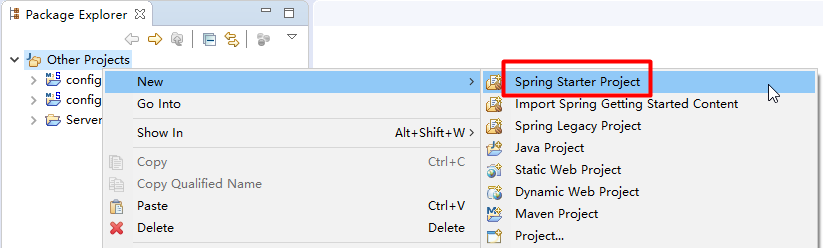 Package Explorer
Other Projects
config
config
Server
New
Go Into
Show In Alt+Shift+W
Copy Ctrl+C
Copy Qualified Name
Paste Ctrl+V
Delete Delete
Spring Starter Project
Import Spring Getting Started Content
Spring Legacy Project
Java Project
Static Web Project
Dynamic Web Project
Maven Project
Project...